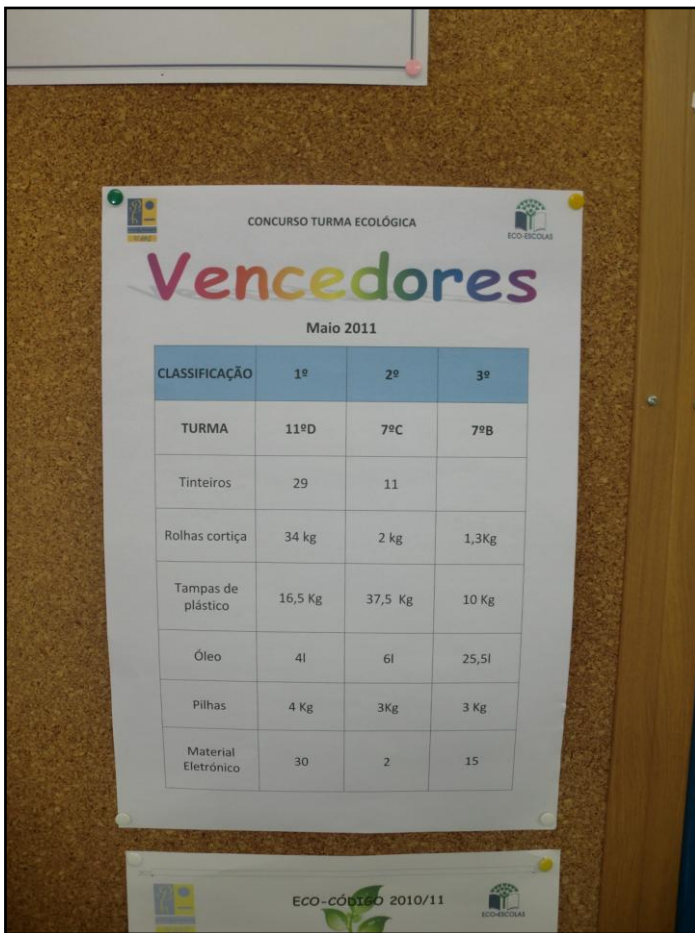 CONCURSO TURMA ECOLÓGICA
ECO-ESCOLAS
Vencedores
Maio 2011
CLASSIFICAÇÃO 1º 2º 3º
TURMA 11ºD 7ºC 7ºB
Tinteiros 29 11
Rolhas cortiça 34 kg 2 kg 1,3Kg
Tampas de
plástico 16,5 Kg 37,5 Kg 10 Kg
Óleo 4l 6l 25,5l
Pilhas 4 Kg 3Kg 3 Kg
Material
Eletrónico 30 2 15
ECO-CÓDIGO 2010/11
ECO-ESCOLAS